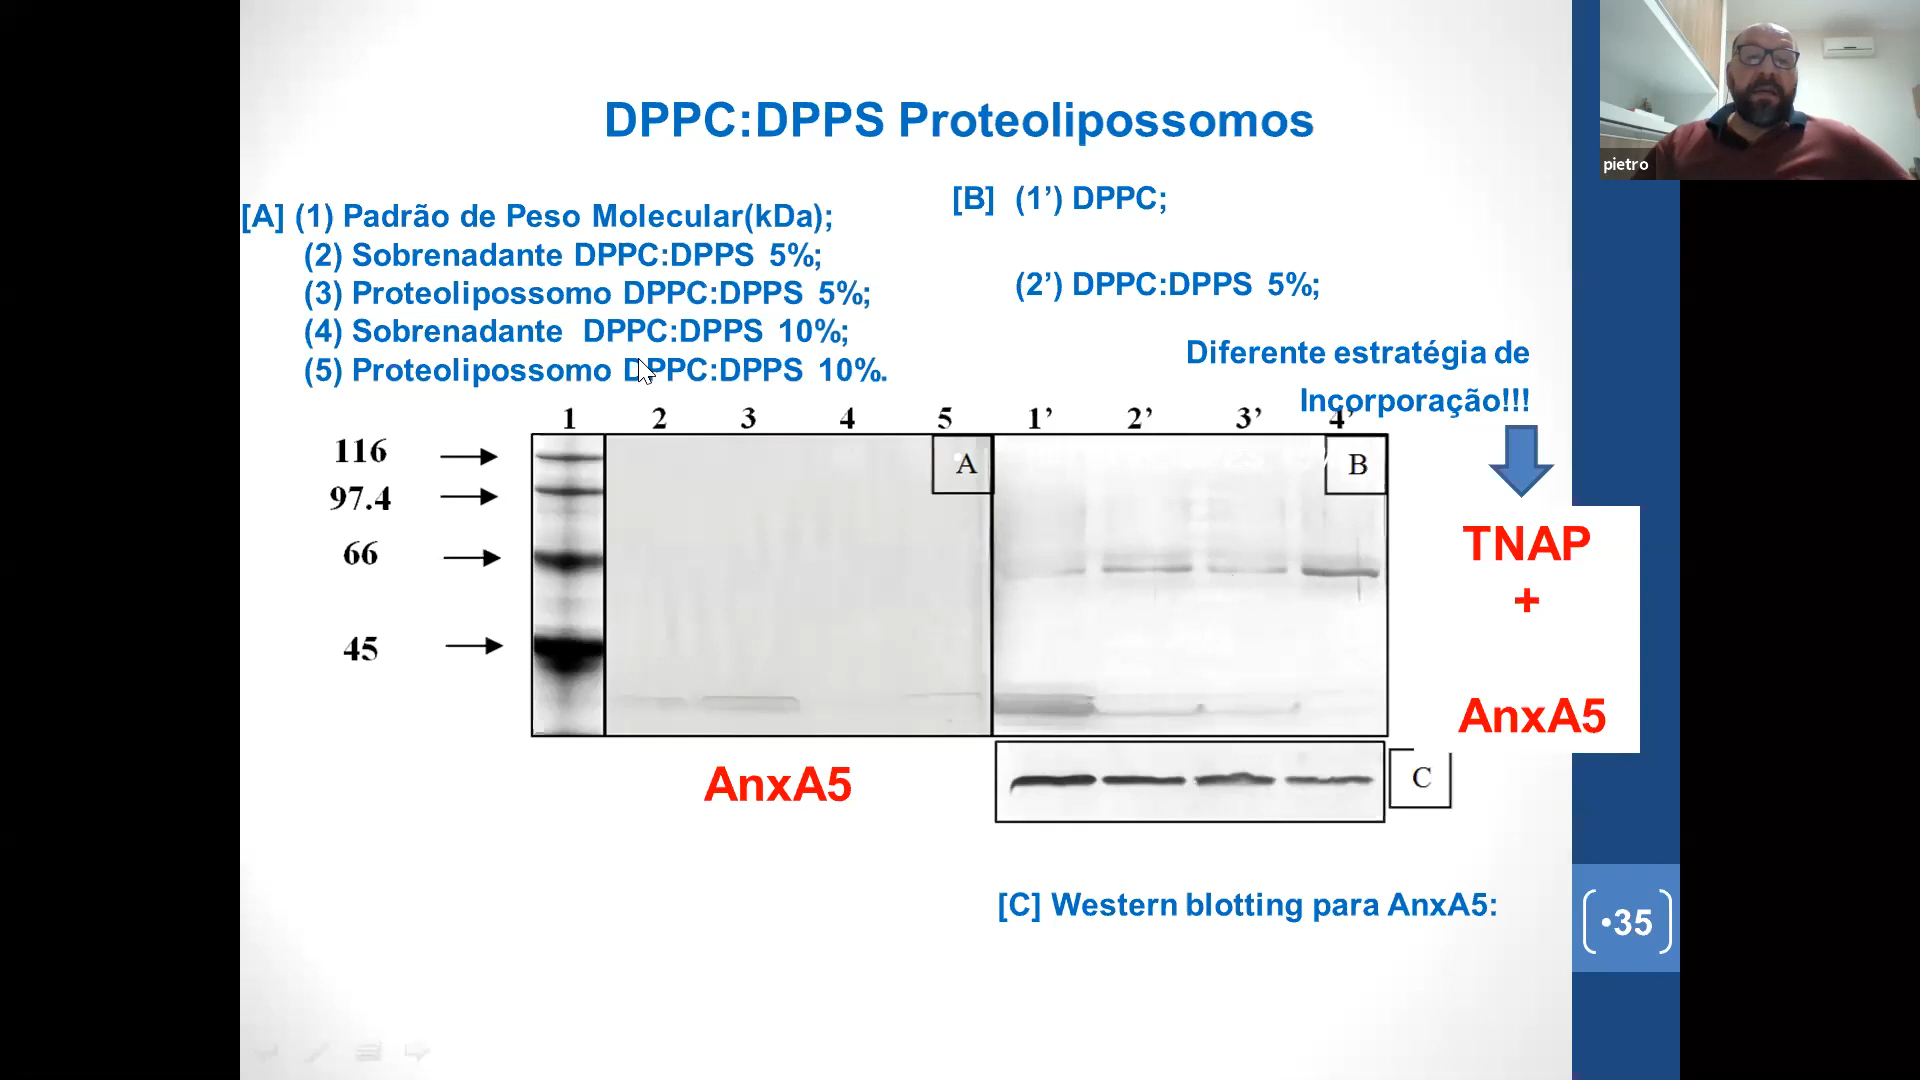 DPPC:DPPS Proteolipossomos
pietro
[A] (1) Padrão de Peso Molecular(kDa);
(2) Sobrenadante DPPC:DPPS 5%;
(3) Proteolipossomo DPPC:DPPS 5%;
(4) Sobrenadante DPPC:DPPS 10%;
(5) Proteolipossomo DPPC:DPPS 10%.
[B] (1’) DPPC;
(2’) DPPC:DPPS 5%;
Diferente estratégia de
Incorporação!!!
1 2 3 4 5 1’ 2’ 3’ 4’
116
97.4
66
45
A
B
TNAP
+
AnxA5
AnxA5
C
[C] Western blotting para AnxA5:
•35